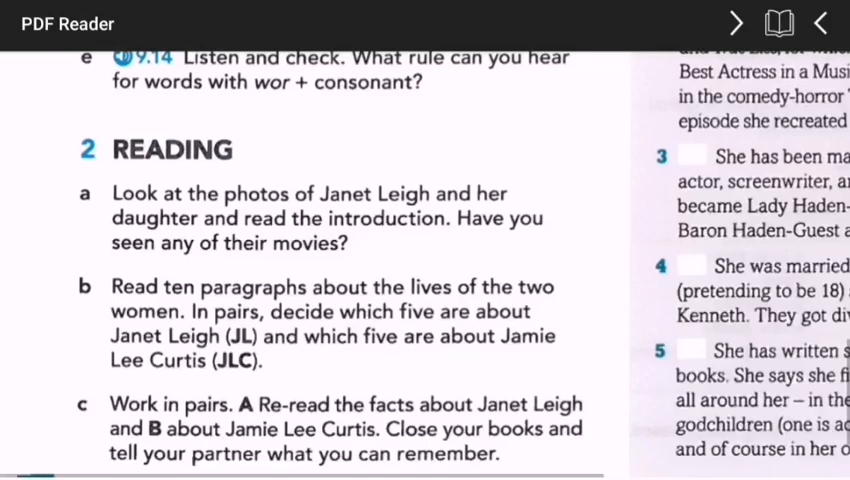 PDF Reader
e 9.14 Listen and check. What rule can you hear
for words with wor + consonant?
2 READING
a Look at the photos of Janet Leigh and her
daughter and read the introduction. Have you
seen any of their movies?
b Read ten paragraphs about the lives of the two
women. In pairs, decide which five are about
Janet Leigh (JL) and which five are about Jamie
Lee Curtis (JLC).
c Work in pairs. A Re-read the facts about Janet Leigh
and B about Jamie Lee Curtis. Close your books and
tell your partner what you can remember.
Best Actress in a Musi
in the comedy-horror
episode she recreated
3 She has been ma
actor, screenwriter, a
became Lady Haden-
Baron Haden-Guest a
4 She was married
(pretending to be 18)
Kenneth. They got di
5 She has written s
books. She says she fi
all around her – in the
godchildren (one is a
and of course in her o